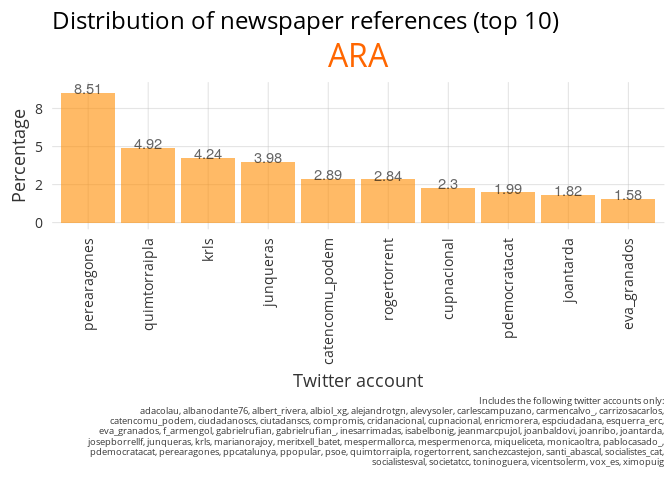 Distribution of newspaper references (top 10)
ARA
Percentage
8
5
2
0
8.51
4.92
4.24
3.98
2.89
2.84
2.3
1.99
1.82
1.58
perearagones
quimtorraipla
krls
junqueras
catencomu_podem
rogertorrent
cupnacional
pdemocratacat
joantarda
eva_granados
Twitter account
Includes the following twitter accounts only:
adacolau, albanodante76, albert_rivera, albiol_xg, alejandrotgn, alevysoler, carlescampuzano, carmencalvo_, carrizosacarlos,
catencomu_podem, ciudadanoscs, ciutadanscs, compromis, cridanacional, cupnacional, enricmorera, espciudadana, esquerra_erc,
eva_granados, f_armengol, gabrielrufian, gabrielrufian_, inesarrimadas, isabelbonig, jeanmarcpujol, joanbaldovi, joanribo, joantarda,
josepborrellf, junqueras, krls, marianorajoy, meritxell_batet, mespermallorca, mespermenorca, miqueliceta, monicaoltra, pablocasado_,
pdemocratacat, perearagones, ppcatalunya, ppopular, psoe, quimtorraipla, rogertorrent, sanchezcastejon, santi_abascal, socialistes_cat,
socialistesval, societatcc, toninoguera, vicentsolerm, vox_es, ximopuig